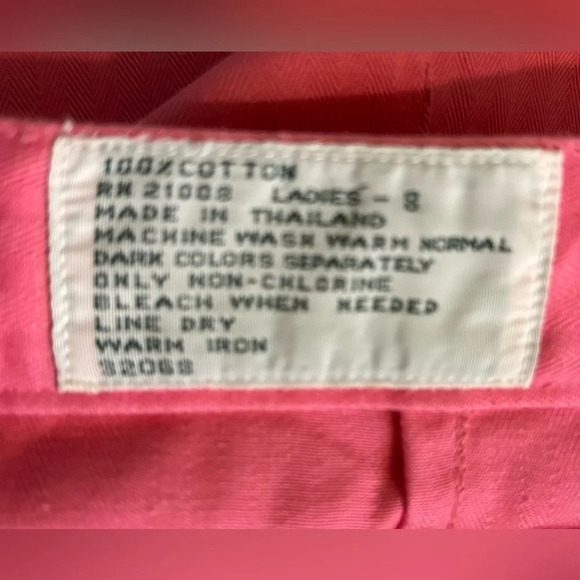 100% COTTON
RN 21008 LADIES - 8
MADE IN THAILAND
MACHINE WASH WARM NORMAL
DARK COLORS SEPARATELY
ONLY NON-CHLORINE
BLEACH WHEN NEEDED
LINE DRY
WARM IRON